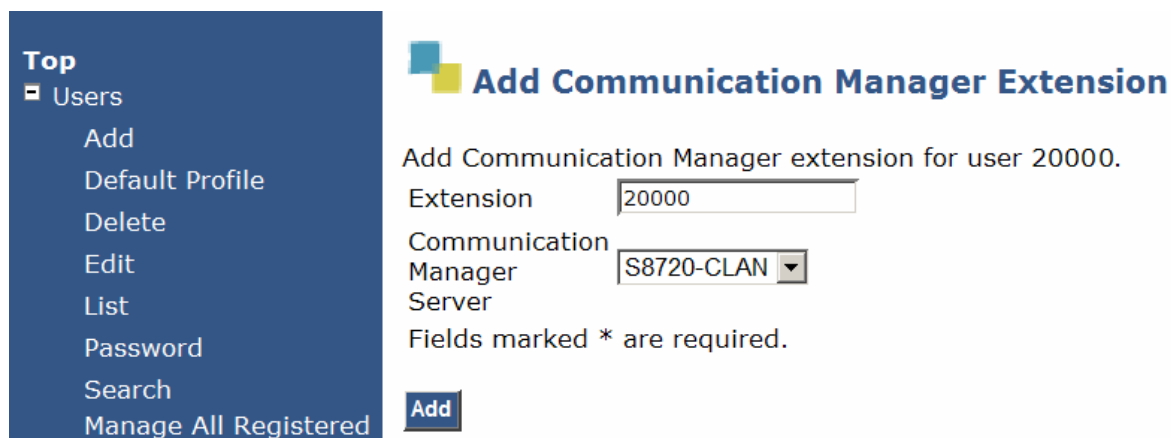 Top
Users
Add
Default Profile
Delete
Edit
List
Password
Search
Manage All Registered
Add Communication Manager Extension
Add Communication Manager extension for user 20000.
Extension 20000
Communication
Manager
Server
S8720-CLAN
Fields marked * are required.
Add